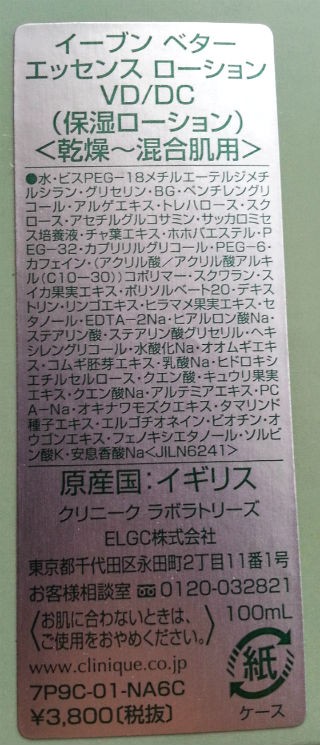 イーブン ベター
エッセンス ローション
VD/DC
(保湿ローション)
<乾燥〜混合肌用>
●水・ビスPEG-18メチルエーテルジメチ
ルシラン・グリセリン・BG・ペンチレングリ
コール・アルゲエキス・トレハロース・スク
ロース・アセチルグルコサミン・サッカロミセ
ス培養液・チャ葉エキス・ホホバエステル・P
EG-32・カプリリルグリコール・PEG-6・
カフェイン・(アクリル酸/アクリル酸アルキ
ル(C10-30))コポリマー・スクワラン・ス
イカ果実エキス・ポリソルベート20・デキス
トリン・リンゴエキス・ヒラマメ果実エキス・セ
タノール・EDTA-2Na・ヒアルロン酸Na・
ステアリン酸・ステアリン酸グリセリル・ヘキ
シレングリコール・水酸化Na・オオムギエキ
ス・コムギ胚芽エキス・乳酸Na・ヒドロキシ
エチルセルロース・クエン酸・キュウリ果実
エキス・クエン酸Na・アルテミアエキス・PC
A-Na・オキナワモズクエキス・タマリンド
種子エキス・エルゴチオネイン・ビオチン・オ
ウゴンエキス・フェノキシエタノール・ソルビ
ン酸K・安息香酸Na<JILN6241>
原産国:イギリス
クリニーク ラボラトリーズ
ELGC株式会社
東京都千代田区永田町2丁目11番1号
お客様相談室 0120-032821
〈お肌に合わないときは、
ご使用をおやめください。〉
100mL
www.clinique.co.jp
紙
7P9C-01-NA6C
¥3,800〔税抜〕
ケース